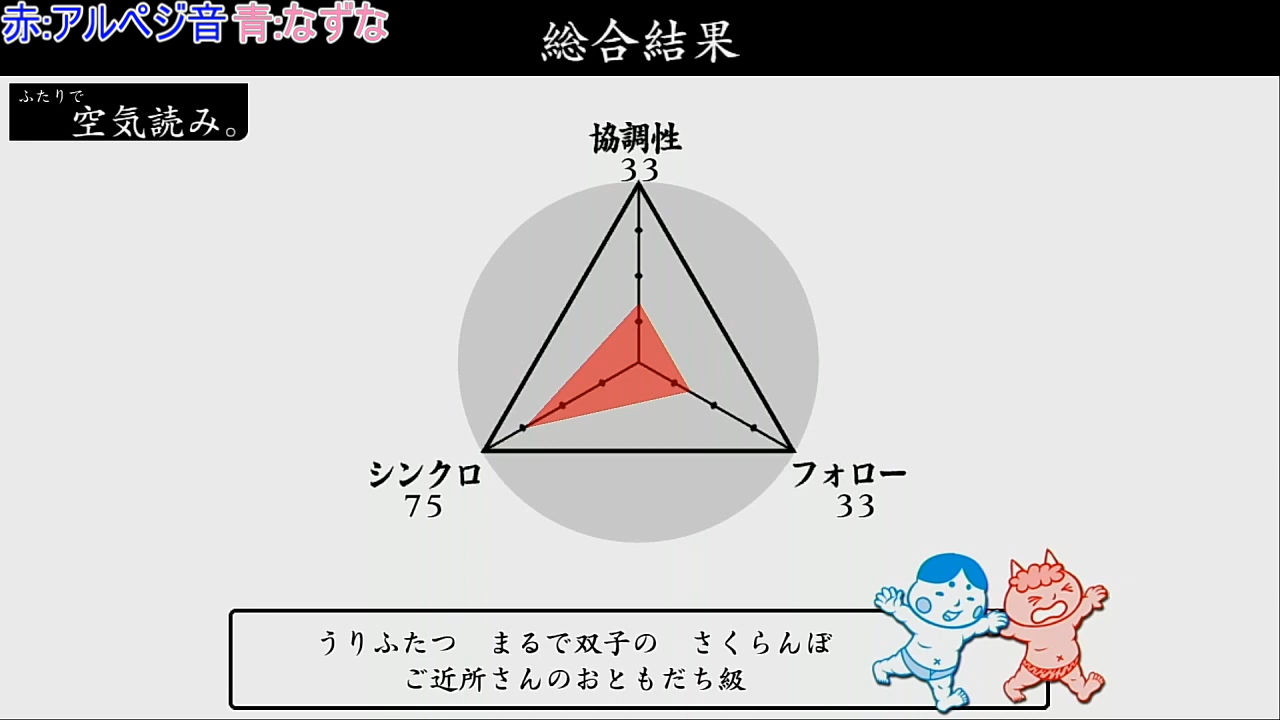 赤:アルペジ音 青:なずな
総合結果
ふたりで
空気読み。
協調性
33
シンクロ
75
フォロー
33
うりふたつ　まるで双子の　さくらんぼ
ご近所さんのおともだち級